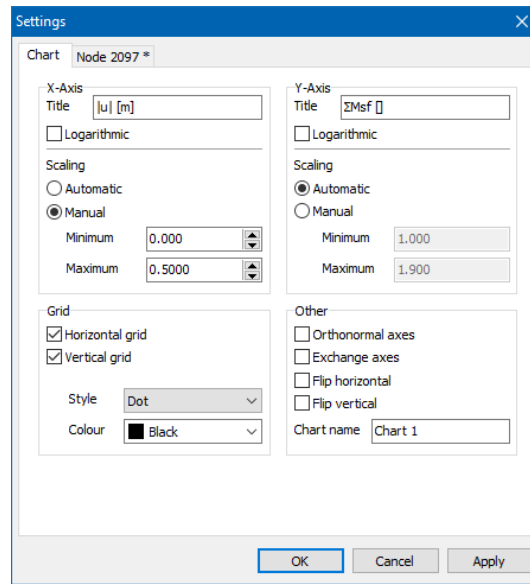 Settings
Chart Node 2097 *
X-Axis
Title |u| [m]
Logarithmic
Scaling
Automatic
Manual
Minimum 0.000
Maximum 0.5000
Y-Axis
Title ΣMsf []
Logarithmic
Scaling
Automatic
Manual
Minimum 1.000
Maximum 1.900
Grid
Horizontal grid
Vertical grid
Style Dot
Colour Black
Other
Orthonormal axes
Exchange axes
Flip horizontal
Flip vertical
Chart name Chart 1
OK Cancel Apply